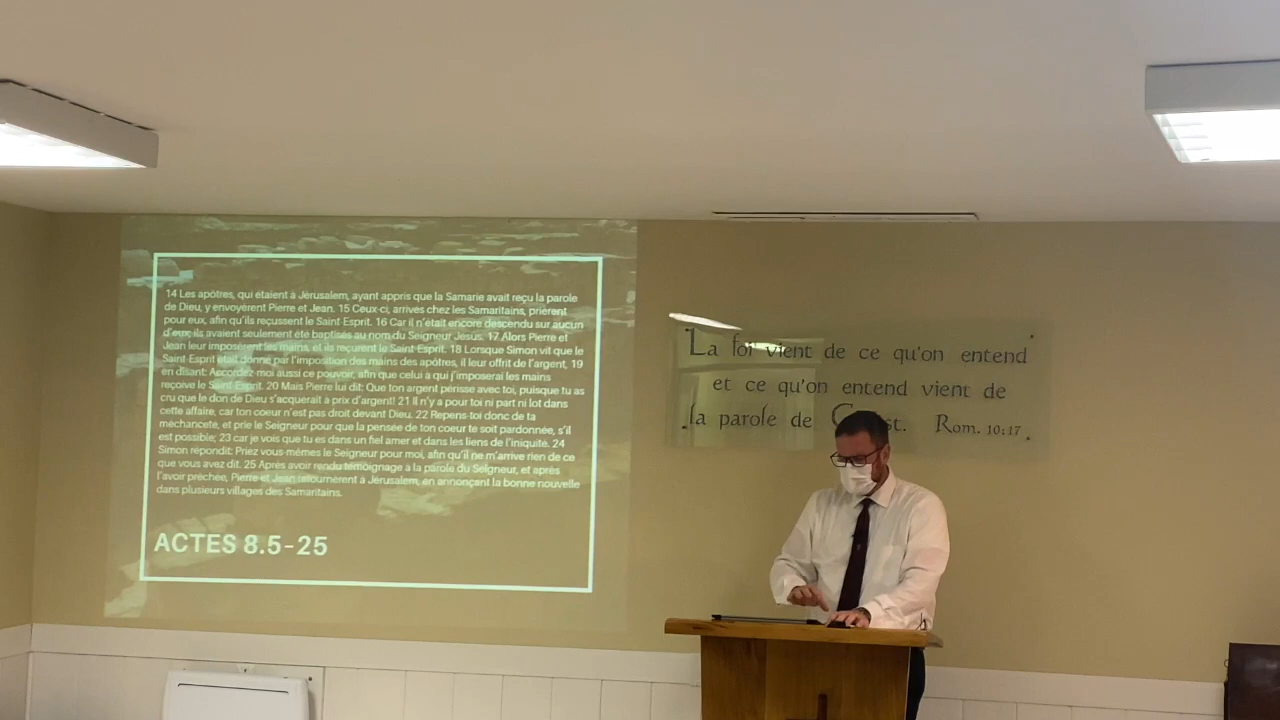 14 Les apôtres, qui étaient à Jérusalem, ayant appris que la Samarie avait reçu la parole
de Dieu, y envoyèrent Pierre et Jean. 15 Ceux-ci, arrivés chez les Samaritains, prièrent
pour eux, afin qu'ils reçussent le Saint-Esprit. 16 Car il n'était encore descendu sur aucun
d'eux; ils avaient seulement été baptisés au nom du Seigneur Jésus. 17 Alors Pierre et
Jean leur imposèrent les mains, et ils reçurent le Saint-Esprit. 18 Lorsque Simon vit que le
Saint-Esprit était donné par l'imposition des mains des apôtres, il leur offrit de l'argent, 19
en disant: Accordez-moi aussi ce pouvoir, afin que celui à qui j'imposerai les mains
reçoive le Saint-Esprit. 20 Mais Pierre lui dit: Que ton argent périsse avec toi, puisque tu as
cru que le don de Dieu s'acquérait à prix d'argent! 21 Il n'y a pour toi ni part ni lot dans
cette affaire, car ton coeur n'est pas droit devant Dieu. 22 Repens-toi donc de ta
méchanceté, et prie le Seigneur pour que la pensée de ton coeur te soit pardonnée, s'il
est possible; 23 car je vois que tu es dans un fiel amer et dans les liens de l'iniquité. 24
Simon répondit: Priez vous-mêmes le Seigneur pour moi, afin qu'il ne m'arrive rien de ce
que vous avez dit. 25 Après avoir rendu témoignage à la parole du Seigneur, et après
l'avoir prêchée, Pierre et Jean retournèrent à Jérusalem, en annonçant la bonne nouvelle
dans plusieurs villages des Samaritains.
ACTES 8.5-25
La foi vient de ce qu'on entend
et ce qu'on entend vient de
la parole de C st. Rom. 10:17